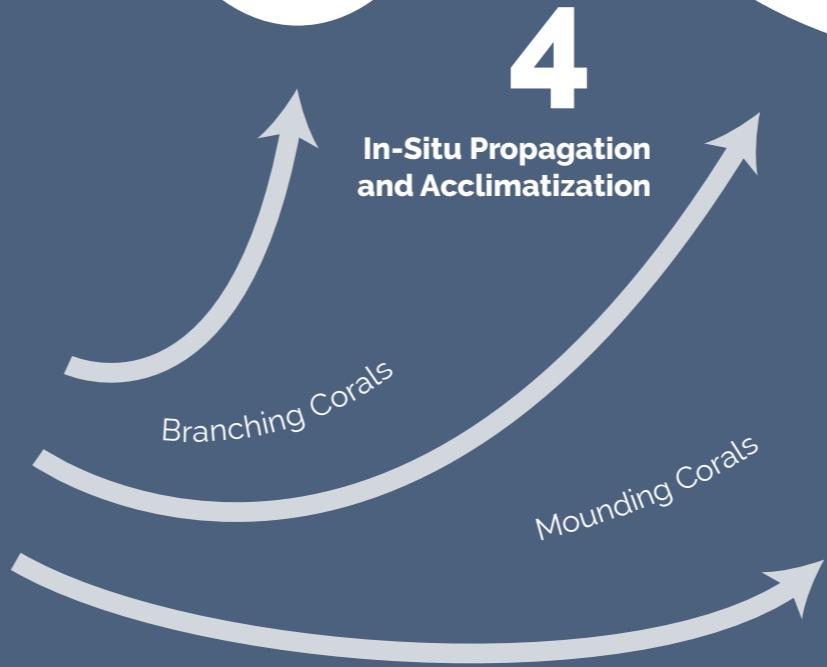 4
In-Situ Propagation
and Acclimatization
Branching Corals
Mounding Corals